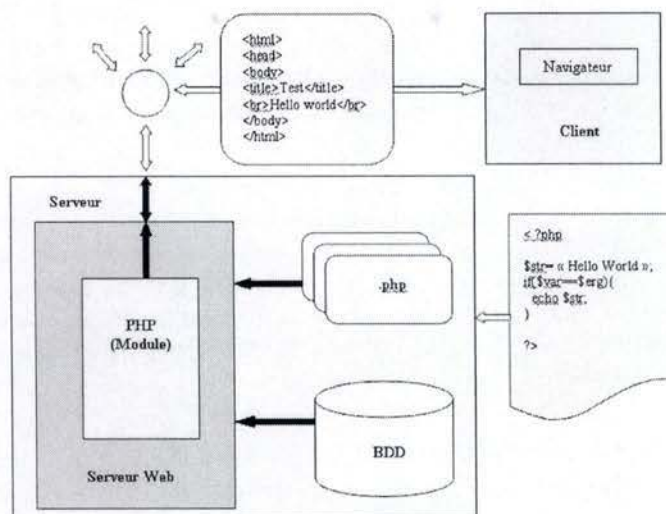 <html>
<head>
<body>
<title>Test</title>
<br>Hello world</br>
</body>
</html>
Navigateur
Client
Serveur
PHP
(Module)
Serveur Web
.php
BDD
< ?php
$str= « Hello World »;
if($var==$erg){
echo $str;
}
?>